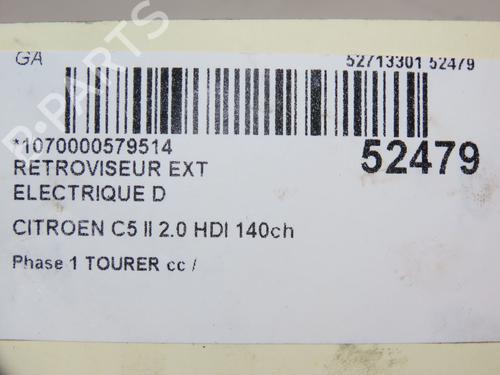 GA
52713301 52479
*1070000579514
52479
RETROVISEUR EXT
ELECTRIQUE D
CITROEN C5 II 2.0 HDI 140ch
Phase 1 TOURER cc /
B-PARTS